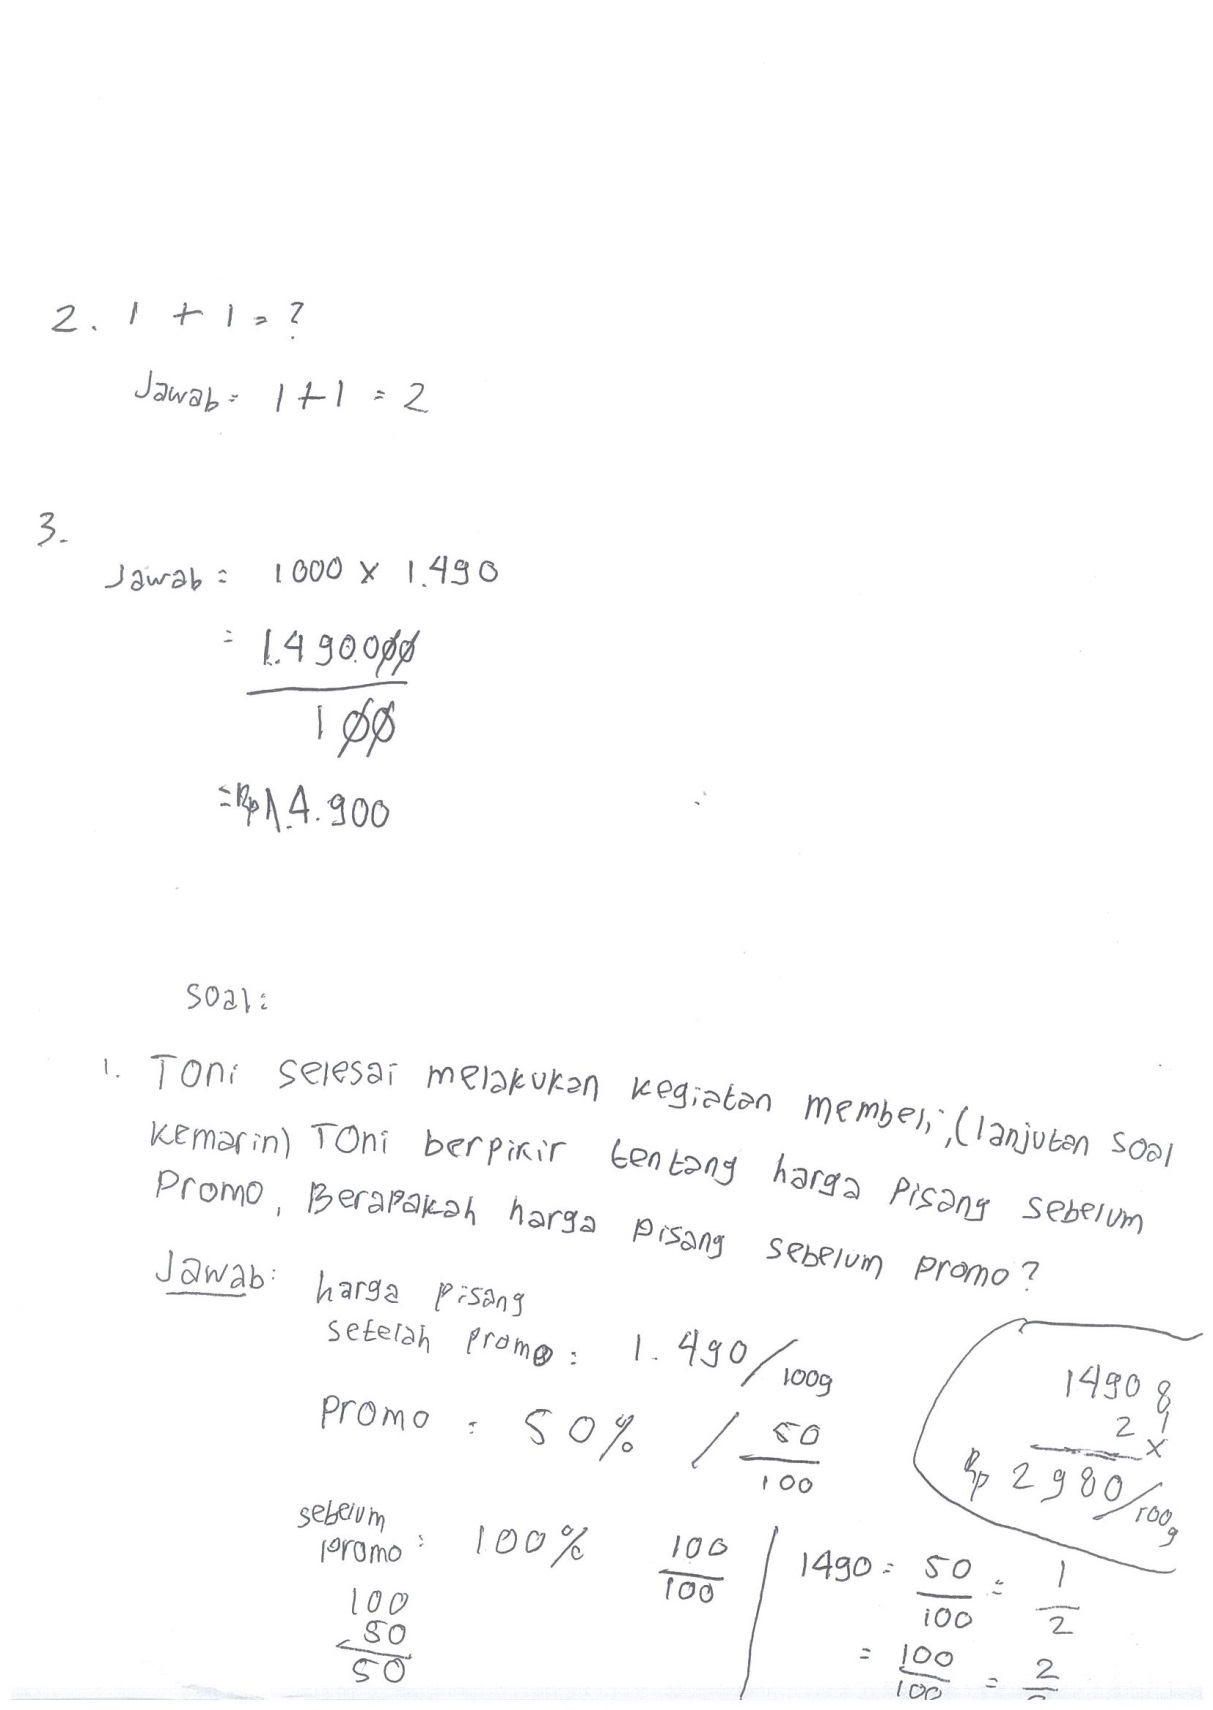 2. 1 + 1 = ?
Jawab = 1+1 = 2
3.
Jawab = 1000 x 1.490
= 1.490.000
100
= Rp 14.900
soal:
1. Toni selesai melakukan kegiatan membeli, (lanjutan soal
kemarin) Toni berpikir tentang harga pisang sebelum
promo, Berapakah harga pisang sebelum promo?
Jawab: harga pisang
setelah promo : 1.490/100g
promo : 50% / 50
100
1490
2 x
Rp 2980/100g
sebelum
promo : 100% 100
100
100
- 50
50
1490 = 50 = 1
100 2
= 100 = 2
100